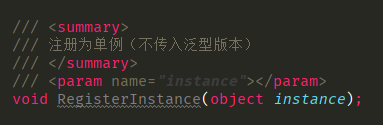 /// <summary>
/// 注册为单例（不传入泛型版本）
/// </summary>
/// <param name="instance"></param>
void RegisterInstance(object instance);